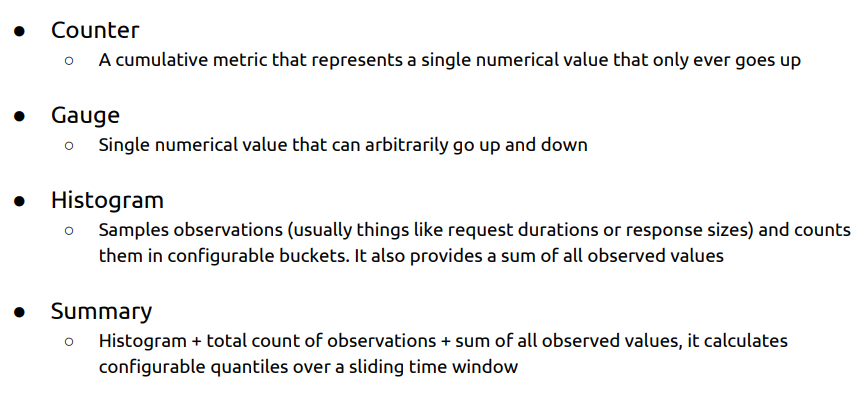 ● Counter
○ A cumulative metric that represents a single numerical value that only ever goes up
● Gauge
○ Single numerical value that can arbitrarily go up and down
● Histogram
○ Samples observations (usually things like request durations or response sizes) and counts
them in configurable buckets. It also provides a sum of all observed values
● Summary
○ Histogram + total count of observations + sum of all observed values, it calculates
configurable quantiles over a sliding time window